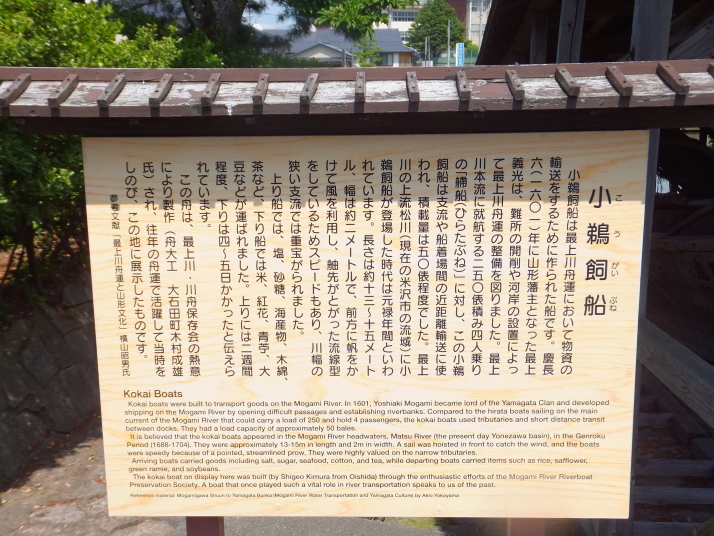 小鵜飼船
こうがいぶね
小鵜飼船は最上川舟運において物資の
輸送をするために作られた船です。慶長
六（一六〇一）年に山形藩主となった最上
義光は、難所の開削や河岸の設置によっ
て最上川舟運の整備を図りました。最上
川本流に就航する二五〇俵積み四人乗り
の艜船（ひらたぶね）に対し、この小鵜
飼船は支流や船着場間の近距離輸送に使
われ、積載量は五〇俵程度でした。最上
川の上流松川（現在の米沢市の流域）に小
鵜飼船が登場した時代は元禄年間といわ
れています。長さは約十三〜十五メート
ル、幅は約二メートルで、前方に帆をか
けて風を利用し、舳先がとがった流線型
をしているためスピードもあり、川幅の
狭い支流では重宝がられました。
上り船では、塩、砂糖、海産物、木綿、
茶など、下り船では米、紅花、青苧、大
豆などが運ばれました。上りには二週間
程度、下りは四〜五日かかったと伝えら
れています。
この舟は、最上川・川舟保存会の熱意
により製作（舟大工 大石田町木村成雄
氏）され、往年の舟運で活躍して当時を
しのび、この地に展示したものです。
参考文献「最上川舟運と山形文化」横山昭男氏
Kokai Boats
Kokai boats were built to transport goods on the Mogami River. In 1601, Yoshiaki Mogami became lord of the Yamagata Clan and developed
shipping on the Mogami River by opening difficult passages and establishing riverbanks. Compared to the hirata boats sailing on the main
current of the Mogami River that could carry a load of 250 and hold 4 passengers, the kokai boats used tributaries and short distance transit
between docks. They had a load capacity of approximately 50 bales.
It is believed that the kokai boats appeared in the Mogami River headwaters, Matsu River (the present day Yonezawa basin), in the Genroku
Period (1688-1704). They were approximately 13-15m in length and 2m in width. A sail was hoisted in front to catch the wind, and the boats
were speedy because of a pointed, streamlined prow. They were highly valued on the narrow tributaries.
Arriving boats carried goods including salt, sugar, seafood, cotton, and tea, while departing boats carried items such as rice, safflower,
green ramie, and soybeans.
The kokai boat on display here was built (by Shigeo Kimura from Oishida) through the enthusiastic efforts of the Mogami River Riverboat
Preservation Society. A boat that once played such a vital role in river transportation speaks to us of the past.
Reference material: Mogamigawa Shuun to Yamagata Bunka (Mogami River Water Transportation and Yamagata Culture) by Akio Yokoyama